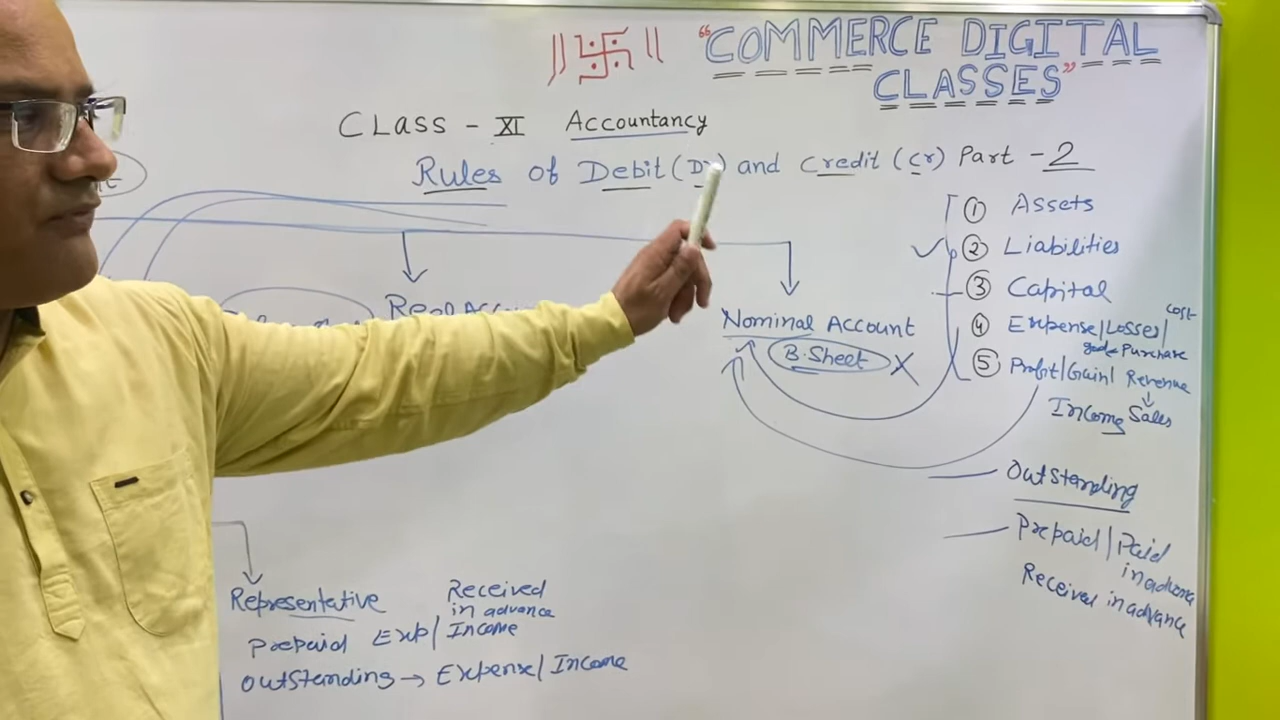 "COMMERCE DIGITAL
CLASSES"
CLASS - XI Accountancy
Rules of Debit (Dr) and Credit (Cr) Part - 2
① Assets
② Liabilities
③ Capital
④ Expense/Losses/
cost
goods Purchase
⑤ Profit/Gain/ Revenue
Income Sales
Nominal Account
B.Sheet X
Outstanding
Prepaid/Paid
in advance
Received in advance
Representative
Prepaid Exp/
Received
in advance
Income
Outstanding → Expense/Income